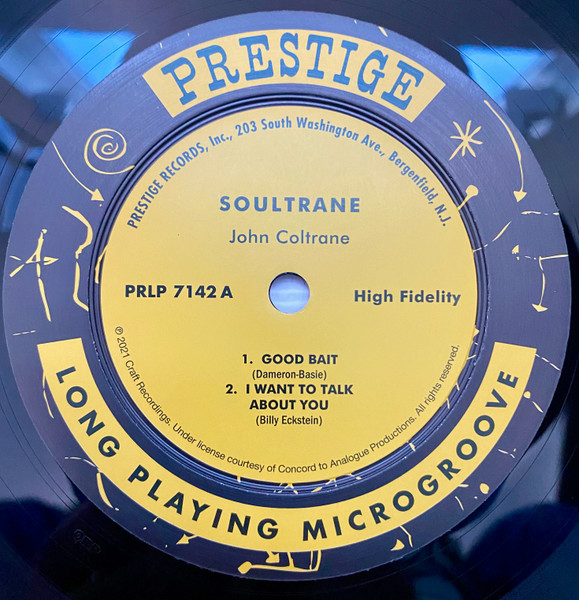 PRESTIGE
PRESTIGE RECORDS, Inc., 203 South Washington Ave., Bergenfield, N.J.
SOULTRANE
John Coltrane
PRLP 7142 A
High Fidelity
1. GOOD BAIT
(Dameron-Basie)
2. I WANT TO TALK
ABOUT YOU
(Billy Eckstein)
℗ 2021 Craft Recordings. Under license courtesy of Concord to Analogue Productions. All rights reserved.
LONG PLAYING MICROGROOVE